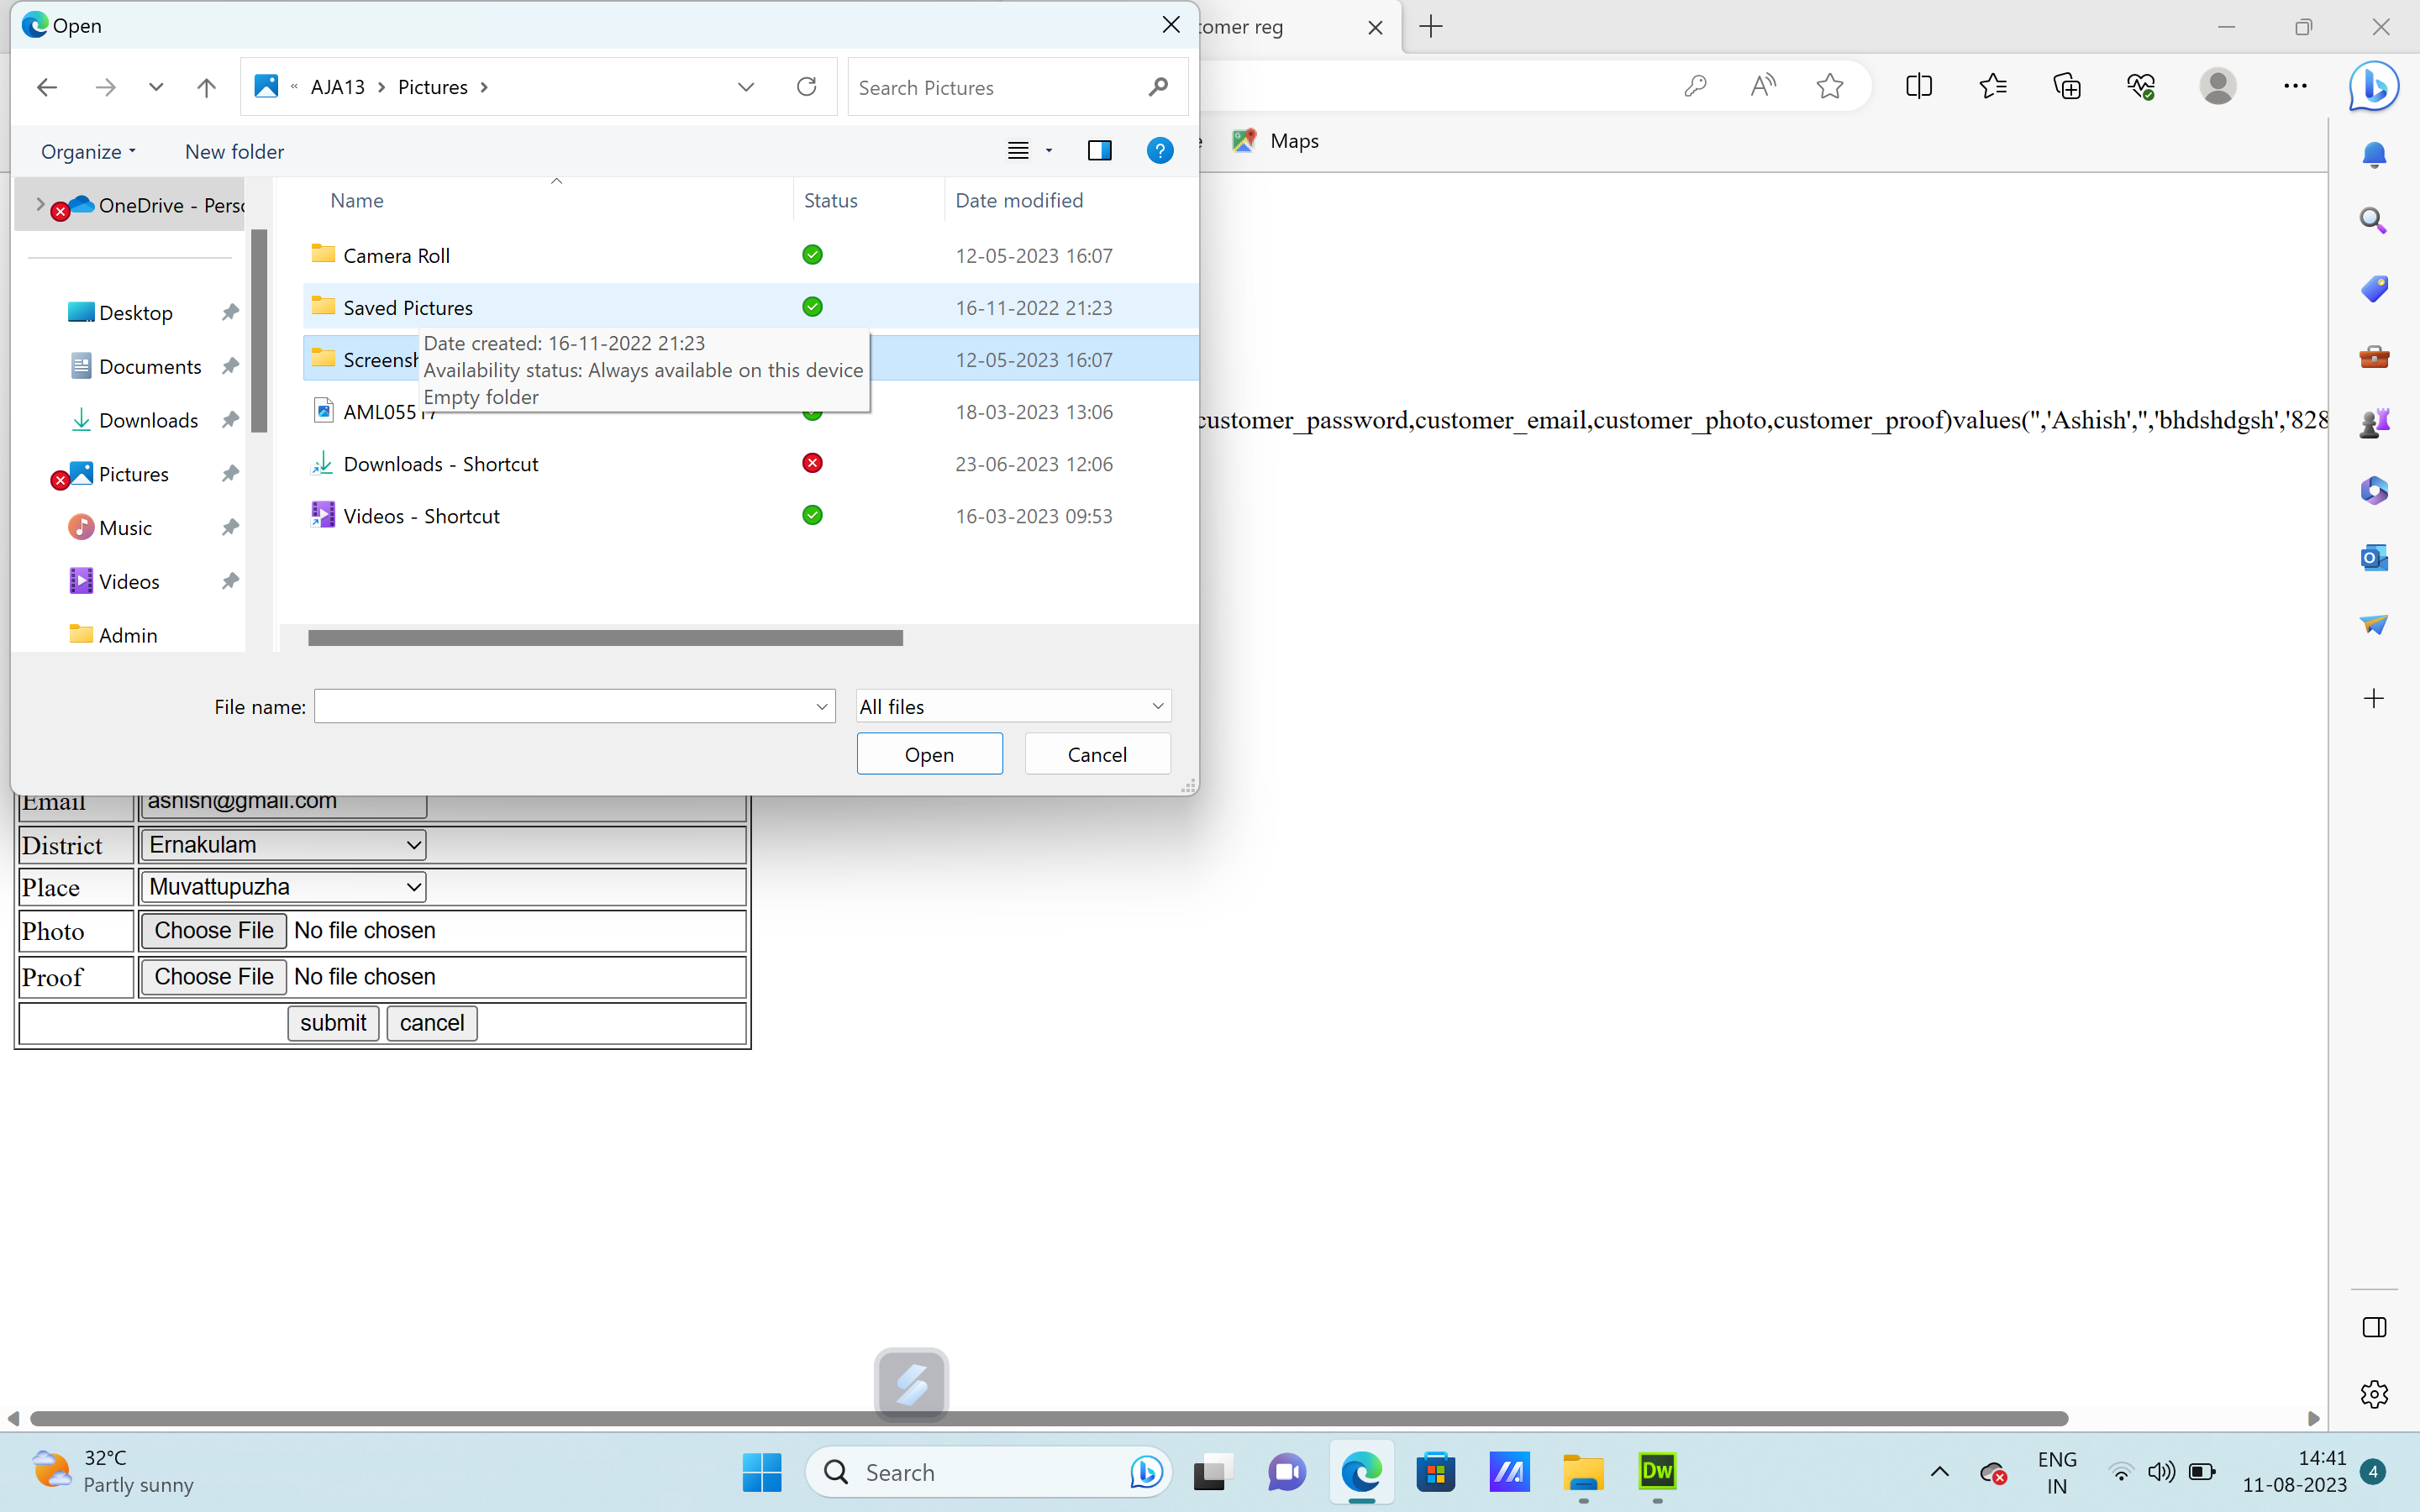 Open
tomer reg
« AJA13 > Pictures >
Search Pictures
Organize
New folder
?
Maps
OneDrive - Pers
Name
Status
Date modified
Camera Roll
12-05-2023 16:07
Saved Pictures
16-11-2022 21:23
Screensh
12-05-2023 16:07
Date created: 16-11-2022 21:23
Availability status: Always available on this device
Empty folder
AML05517
18-03-2023 13:06
Downloads - Shortcut
23-06-2023 12:06
Videos - Shortcut
16-03-2023 09:53
Desktop
Documents
Downloads
Pictures
Music
Videos
Admin
customer_password,customer_email,customer_photo,customer_proof)values('','Ashish','','bhdshdgsh','828
File name:
All files
Open
Cancel
Email
ashish@gmail.com
District
Ernakulam
Place
Muvattupuzha
Photo
Choose File No file chosen
Proof
Choose File No file chosen
submit
cancel
32°C
Partly sunny
Search
Dw
ENG
IN
14:41
11-08-2023
4